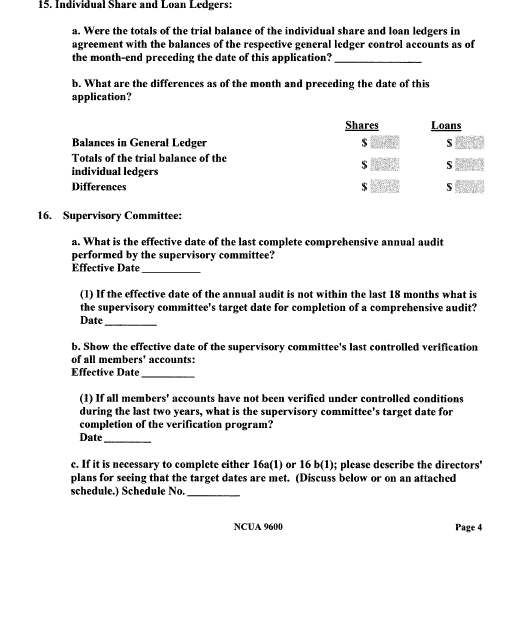 15. Individual Share and Loan Ledgers:
a. Were the totals of the trial balance of the individual share and loan ledgers in
agreement with the balances of the respective general ledger control accounts as of
the month-end preceding the date of this application? ______________
b. What are the differences as of the month and preceding the date of this
application?
Shares Loans
Balances in General Ledger $ $
Totals of the trial balance of the
individual ledgers $ $
Differences $ $
16. Supervisory Committee:
a. What is the effective date of the last complete comprehensive annual audit
performed by the supervisory committee?
Effective Date __________
(1) If the effective date of the annual audit is not within the last 18 months what is
the supervisory committee's target date for completion of a comprehensive audit?
Date _________
b. Show the effective date of the supervisory committee's last controlled verification
of all members' accounts:
Effective Date _________
(1) If all members' accounts have not been verified under controlled conditions
during the last two years, what is the supervisory committee's target date for
completion of the verification program?
Date ________
c. If it is necessary to complete either 16a(1) or 16 b(1); please describe the directors'
plans for seeing that the target dates are met. (Discuss below or on an attached
schedule.) Schedule No. _________
NCUA 9600 Page 4